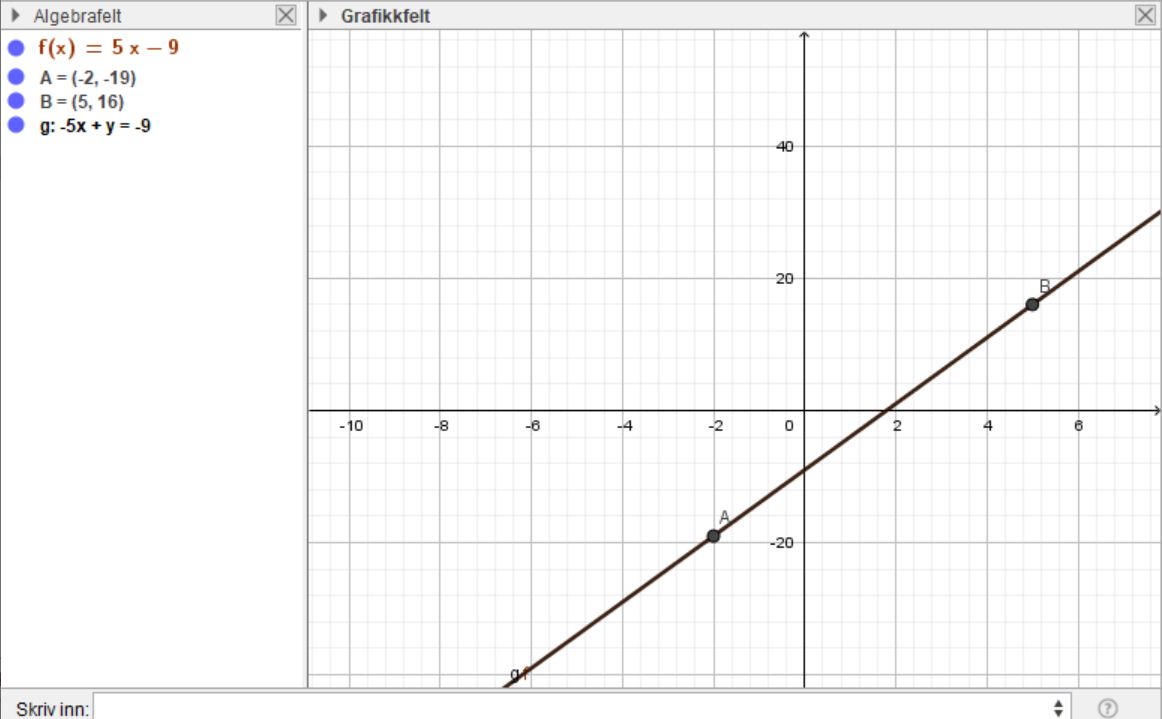 Algebrafelt
f(x) = 5 x − 9
A = (-2, -19)
B = (5, 16)
g: -5x + y = -9
Grafikkfelt
40
20
B
-10 -8 -6 -4 -2 0 2 4 6
A
-20
g f
Skriv inn: